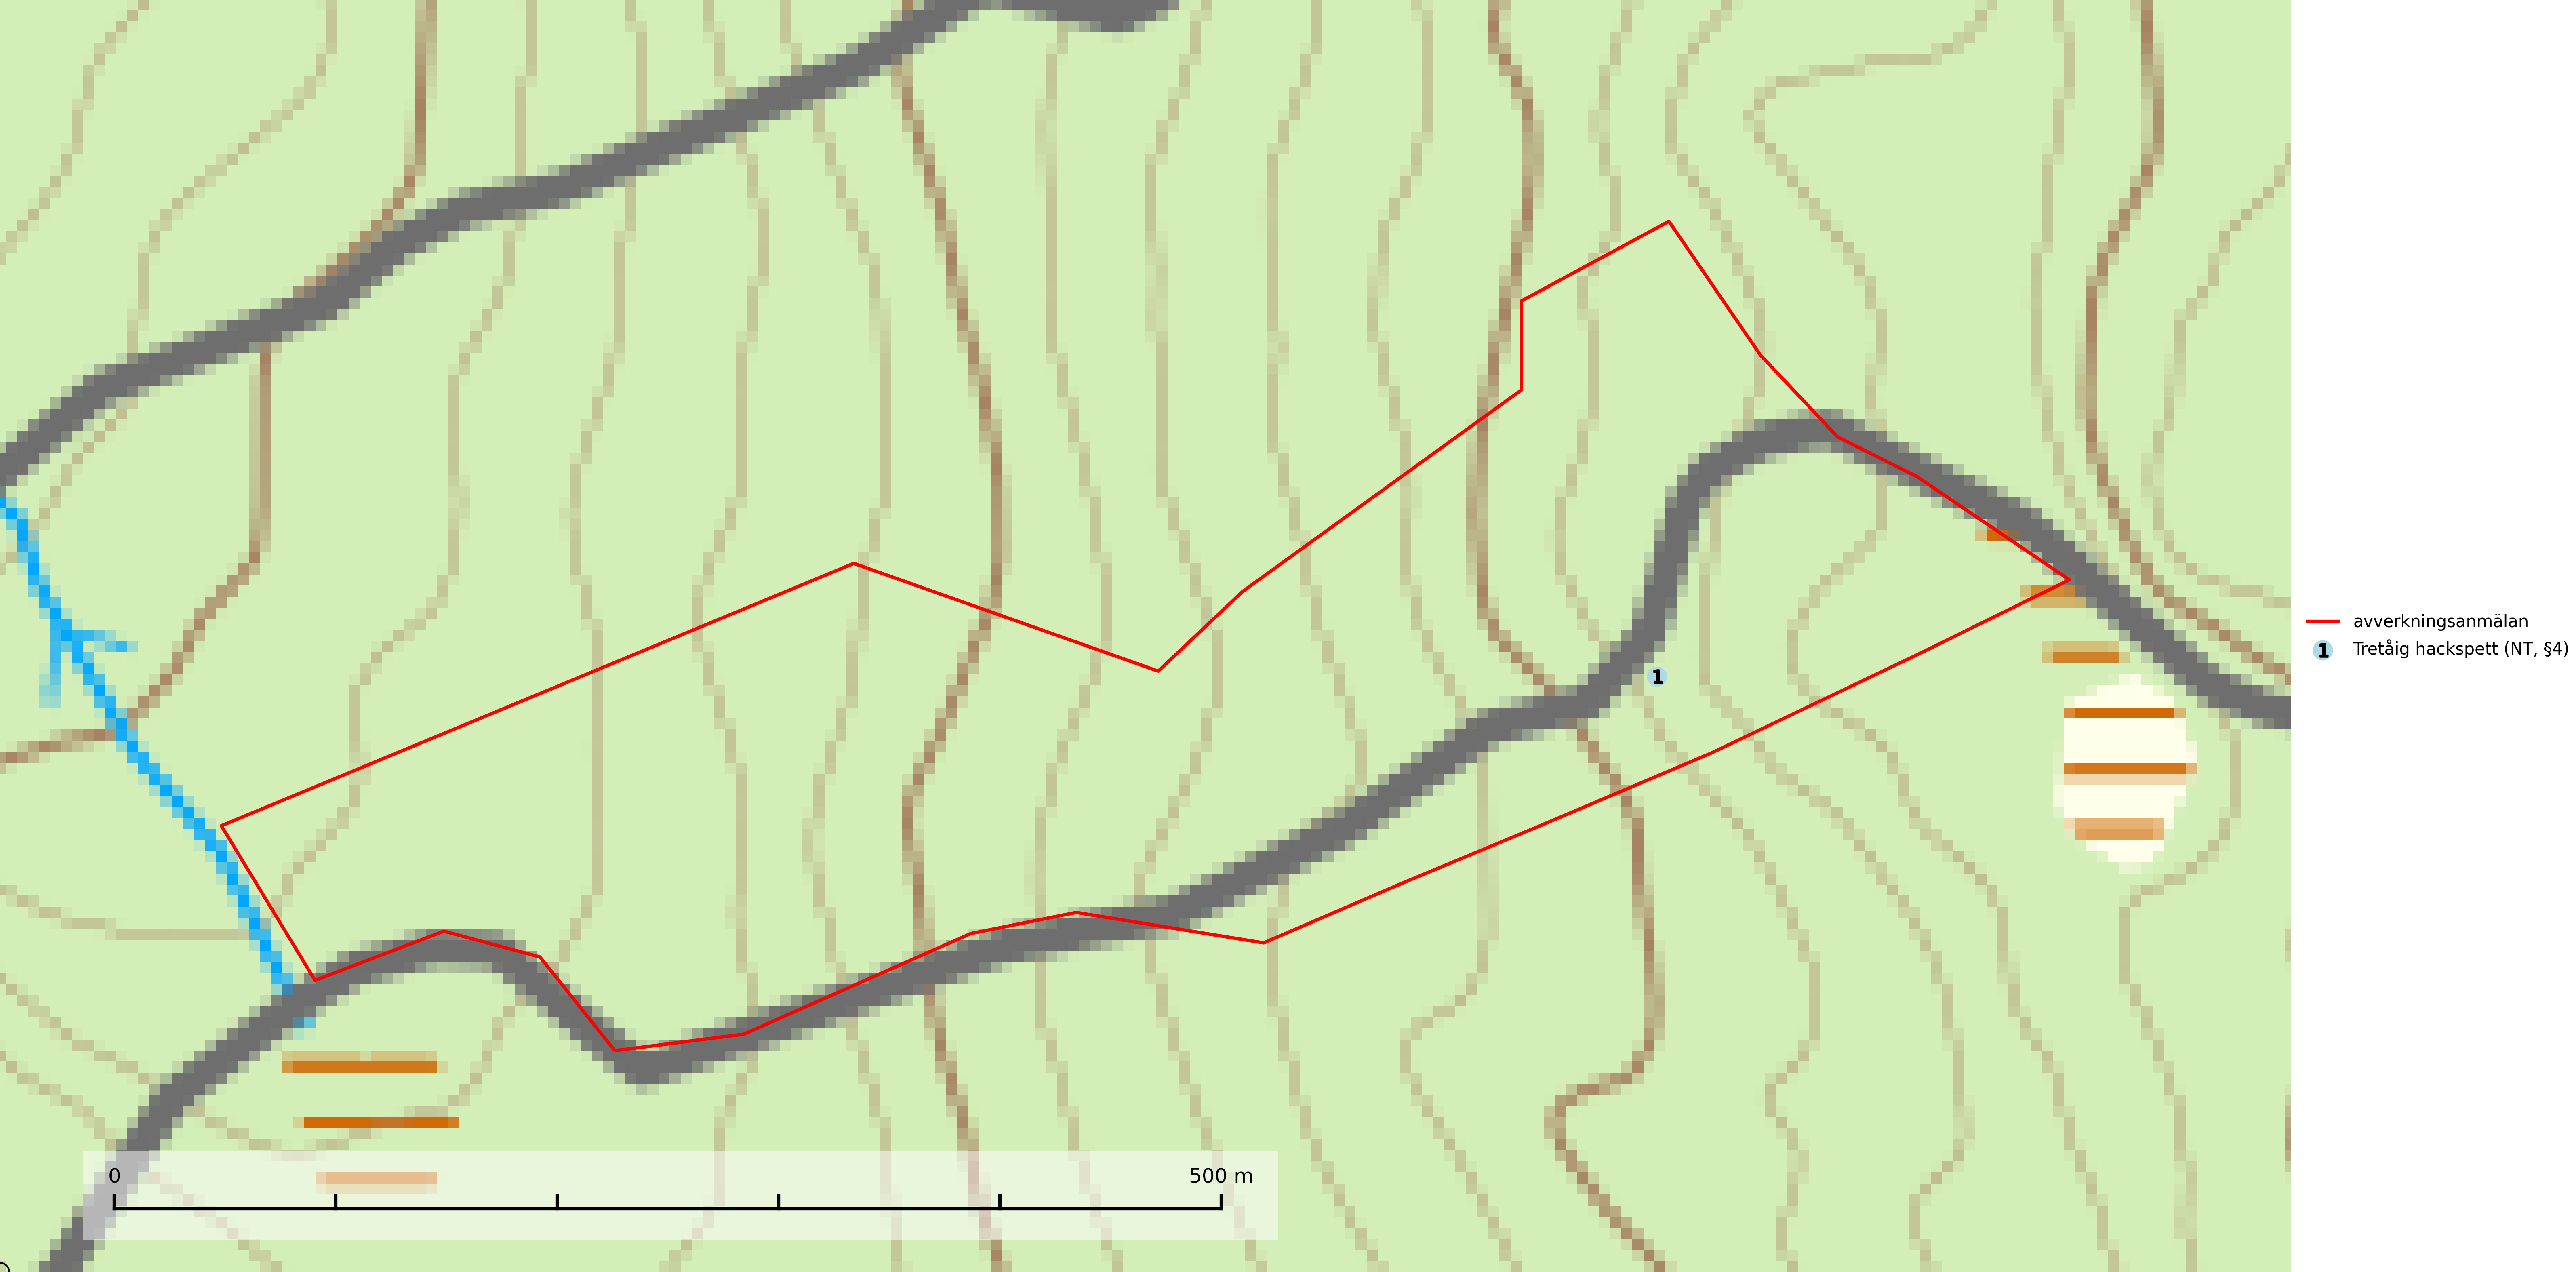 avverkningsanmälan
1
1 Tretåig hackspett (NT, §4)
0 500 m